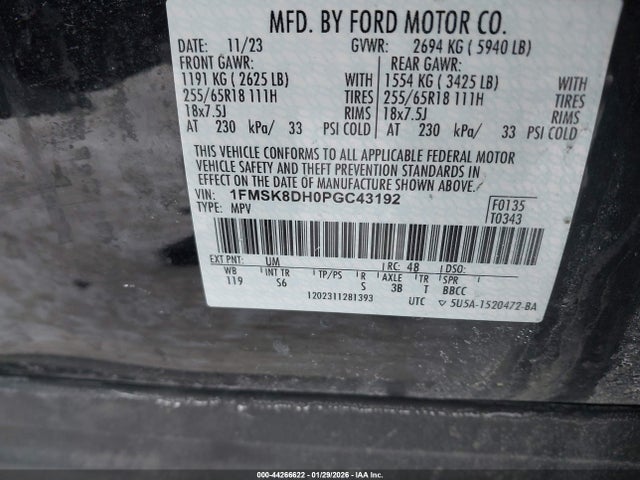 MFD. BY FORD MOTOR CO.
DATE: 11/23 GVWR: 2694 KG ( 5940 LB)
FRONT GAWR: REAR GAWR:
1191 KG ( 2625 LB) WITH 1554 KG ( 3425 LB) WITH
255/65R18 111H TIRES 255/65R18 111H TIRES
18x7.5J RIMS 18x7.5J RIMS
AT 230 kPa/ 33 PSI COLD AT 230 kPa/ 33 PSI COLD
THIS VEHICLE CONFORMS TO ALL APPLICABLE FEDERAL MOTOR
VEHICLE SAFETY AND THEFT PREVENTION STANDARDS IN
EFFECT ON THE DATE OF MANUFACTURE SHOWN ABOVE.
VIN: 1FMSK8DH0PGC43192 F0135
TYPE: MPV T0343
EXT PNT: UM RC: 48 DSO:
WB INT TR TP/PS R AXLE TR SPR
119 S6 S 3B T BBCC
1202311281393 UTC ▽ 5U5A-1520472-BA
000-44266622 - 01/29/2026 - IAA Inc.